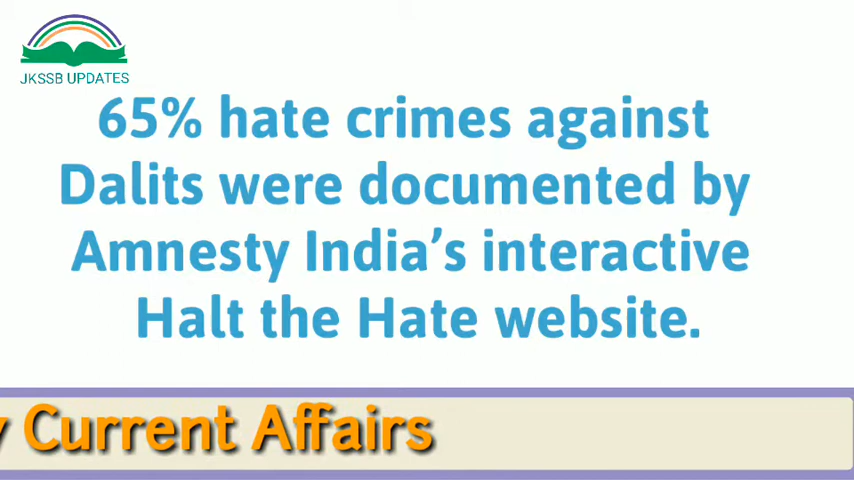 JKSSB UPDATES
65% hate crimes against
Dalits were documented by
Amnesty India’s interactive
Halt the Hate website.
Current Affairs